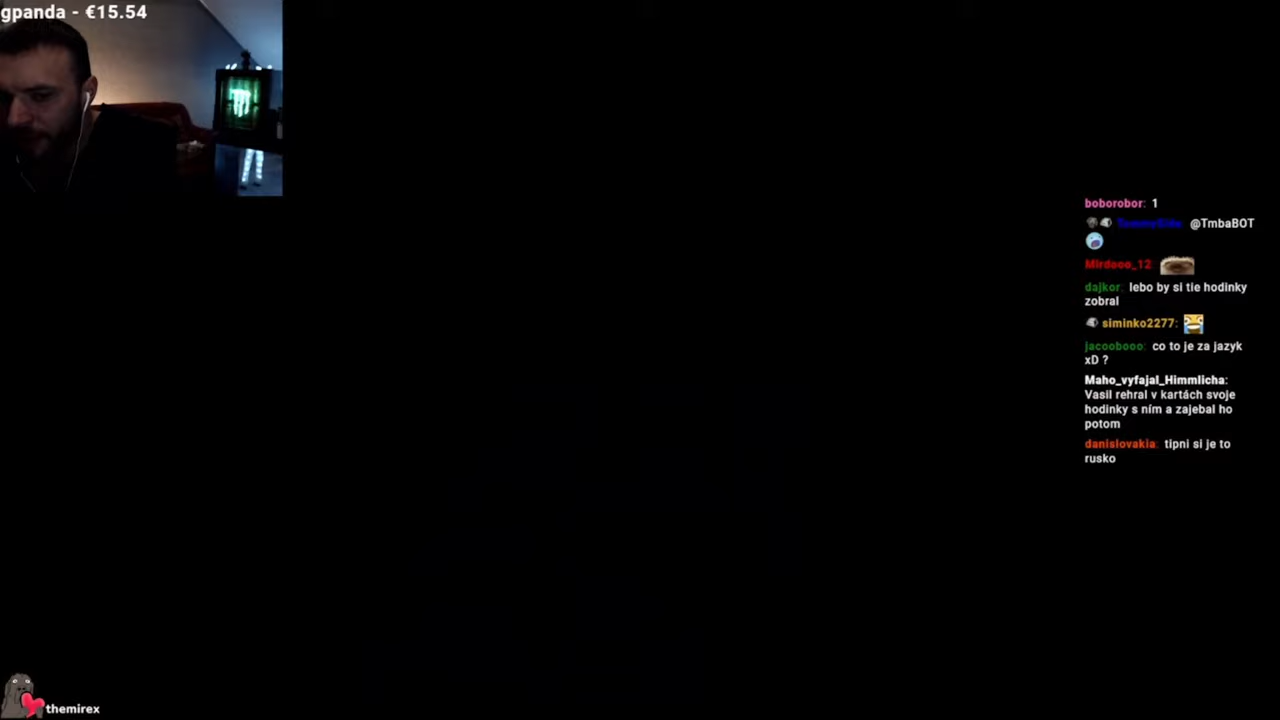 gpanda - €15.54
boborobor: 1
@TmbaBOT
Mirdooo_12
dajkor: lebo by si tie hodinky
zobral
siminko2277:
jacoobooo: co to je za jazyk
xD ?
Maho_vyfajal_Himmlicha:
Vasil rehral v kartách svoje
hodinky s ním a zajebal ho
potom
danislovakia: tipni si je to
rusko
themirex